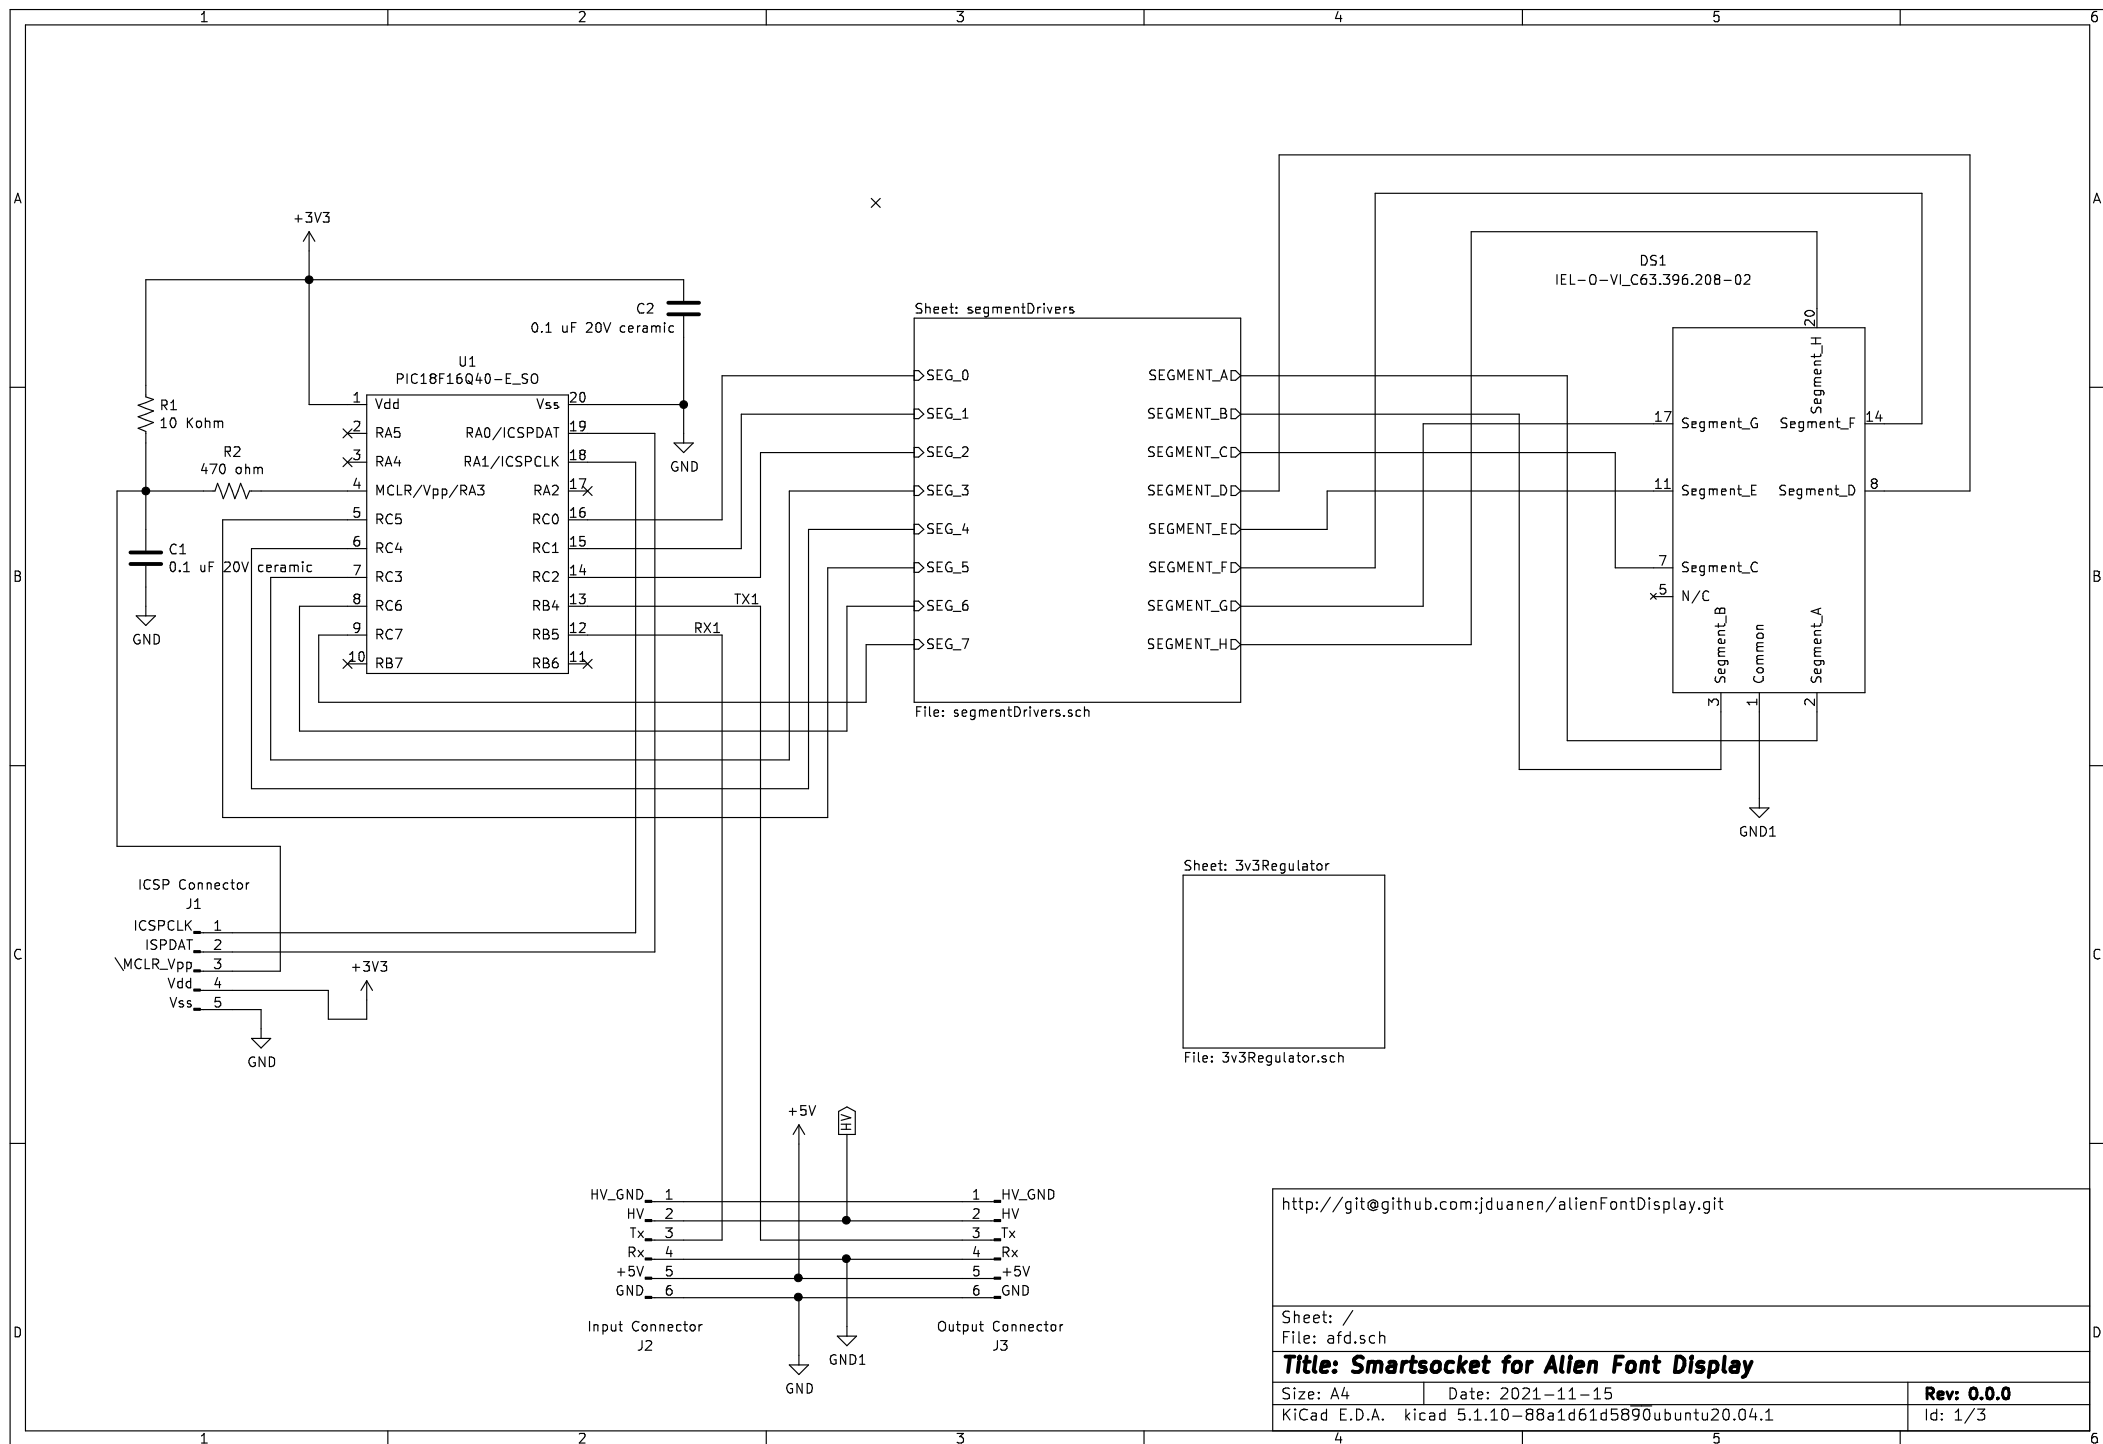 1 2 3 4 5 6
A A
B B
C C
D D
+3V3
C2
0.1 uF 20V ceramic
R1
10 Kohm
R2
470 ohm
C1
0.1 uF 20V ceramic
GND
U1
PIC18F16Q40-E_SO
1 Vdd Vss 20
2 RA5 RA0/ICSPDAT 19
3 RA4 RA1/ICSPCLK 18
4 MCLR/Vpp/RA3 RA2 17
5 RC5 RC0 16
6 RC4 RC1 15
7 RC3 RC2 14
8 RC6 RB4 13 TX1
9 RC7 RB5 12 RX1
10 RB7 RB6 11
GND
Sheet: segmentDrivers
SEG_0 SEGMENT_A
SEG_1 SEGMENT_B
SEG_2 SEGMENT_C
SEG_3 SEGMENT_D
SEG_4 SEGMENT_E
SEG_5 SEGMENT_F
SEG_6 SEGMENT_G
SEG_7 SEGMENT_H
File: segmentDrivers.sch
DS1
IEL-O-VI_C63.396.208-02
20 Segment_H
17 Segment_G Segment_F 14
11 Segment_E Segment_D 8
7 Segment_C
5 N/C
Segment_B Common Segment_A
3 1 2
GND1
Sheet: 3v3Regulator
File: 3v3Regulator.sch
ICSP Connector
J1
ICSPCLK 1
ISPDAT 2
\MCLR_Vpp 3
Vdd 4
Vss 5
+3V3
GND
+5V
HV
HV_GND 1 1 HV_GND
HV 2 2 HV
Tx 3 3 Tx
Rx 4 4 Rx
+5V 5 5 +5V
GND 6 6 GND
Input Connector
J2
Output Connector
J3
GND1
GND
http://git@github.com:jduanen/alienFontDisplay.git
Sheet: /
File: afd.sch
Title: Smartsocket for Alien Font Display
Size: A4 Date: 2021-11-15 Rev: 0.0.0
KiCad E.D.A. kicad 5.1.10-88a1d61d5890ubuntu20.04.1 Id: 1/3
1 2 3 4 5 6